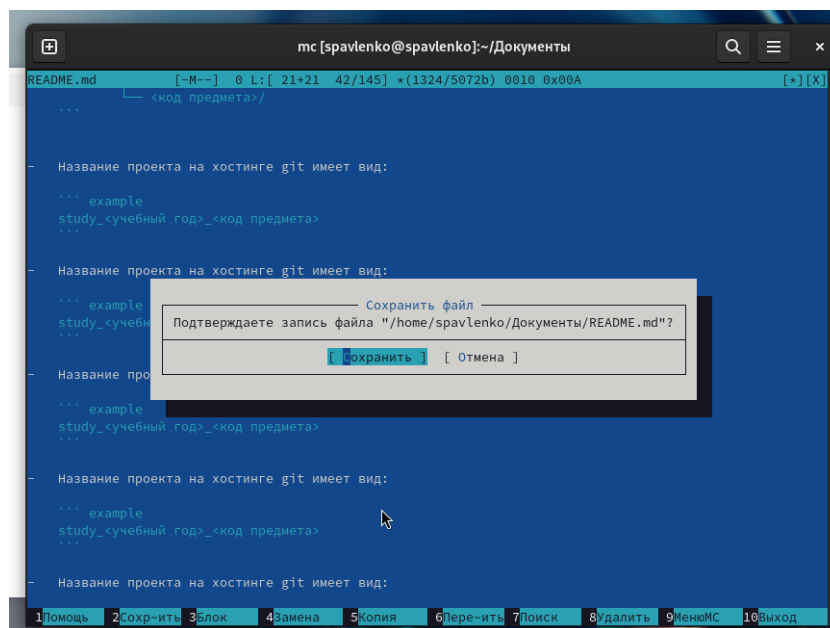 mc [spavlenko@spavlenko]:~/Документы
README.md [-M--] 0 L:[ 21+21 42/145] *(1324/5072b) 0010 0x00A [*][X]
└── <код предмета>/
```
- Название проекта на хостинге git имеет вид:
``` example
study_<учебный год>_<код предмета>
```
- Название проекта на хостинге git имеет вид:
``` example
study_<учебн
```
Сохранить файл
Подтверждаете запись файла "/home/spavlenko/Документы/README.md"?
[ Сохранить ] [ Отмена ]
- Название про
``` example
study_<учебный год>_<код предмета>
```
- Название проекта на хостинге git имеет вид:
``` example
study_<учебный год>_<код предмета>
```
- Название проекта на хостинге git имеет вид:
1Помощь 2Сохр~ить 3Блок 4Замена 5Копия 6Пере~ить 7Поиск 8Удалить 9МенюMC 10Выход